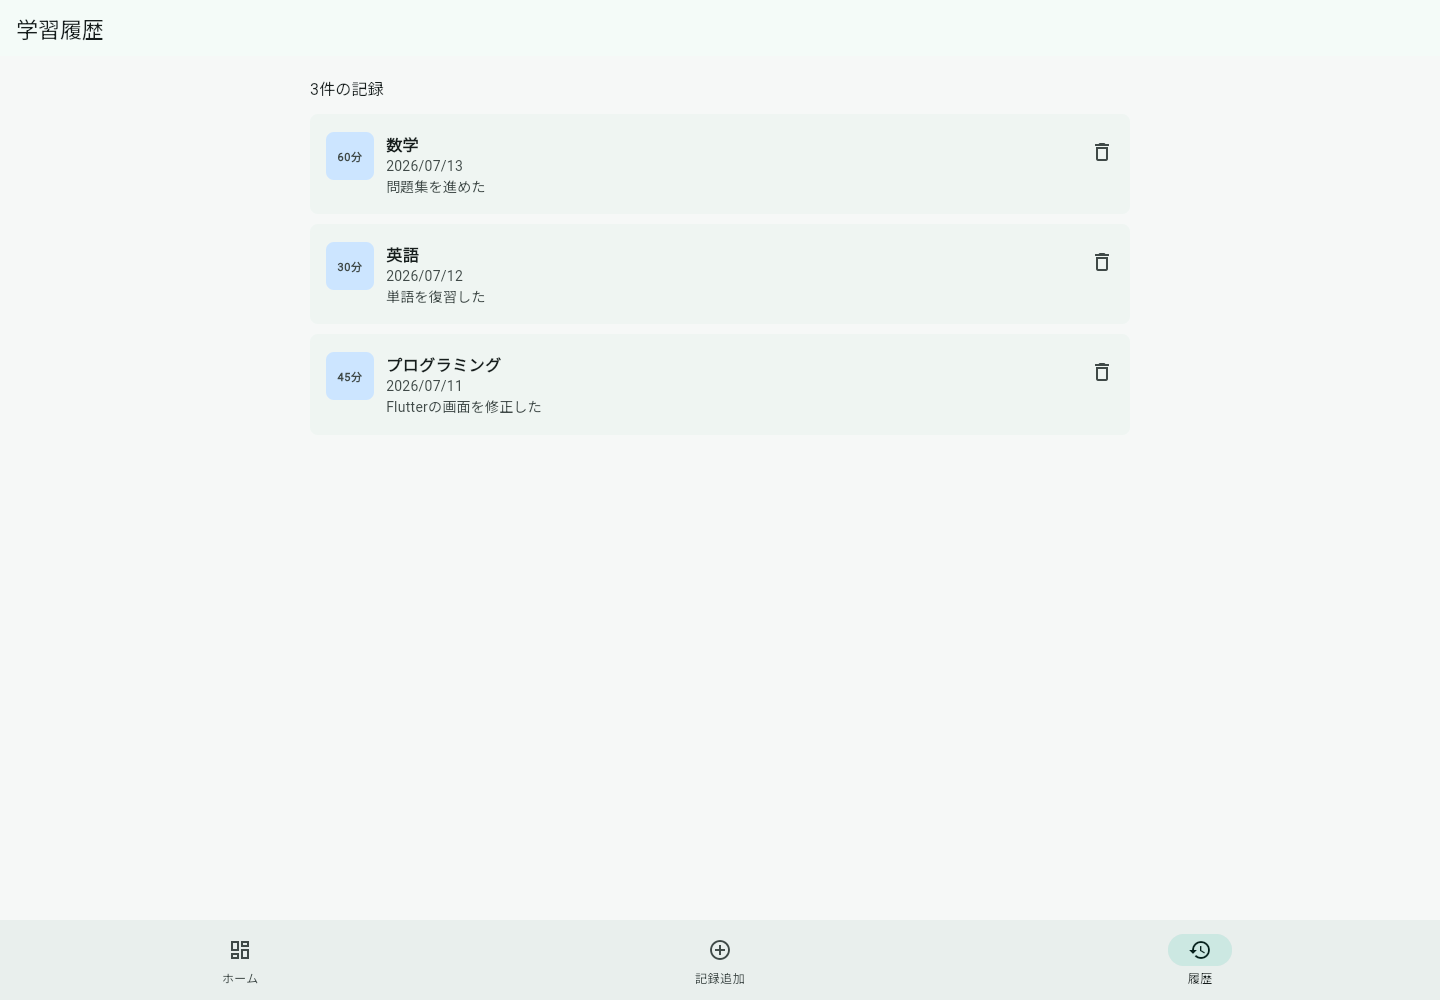 学習履歴
3件の記録
60分
数学
2026/07/13
問題集を進めた
30分
英語
2026/07/12
単語を復習した
45分
プログラミング
2026/07/11
Flutterの画面を修正した
ホーム
記録追加
履歴